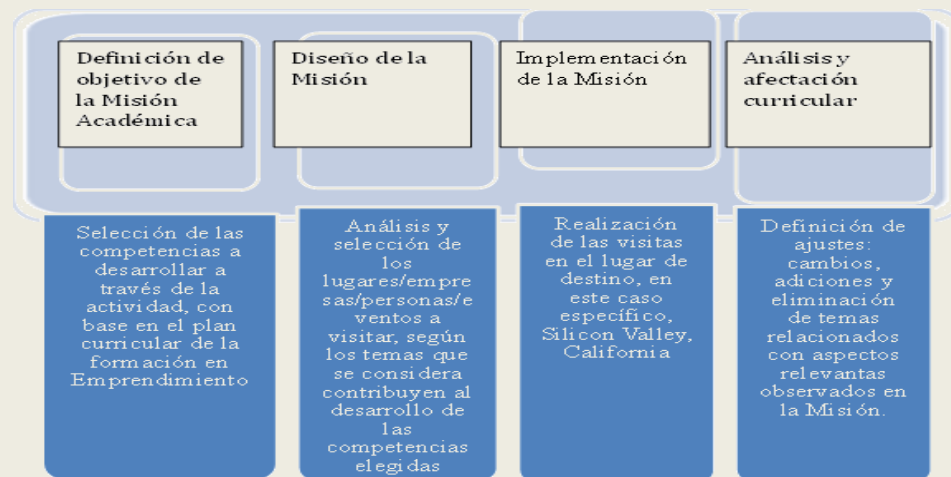 Definición de
objetivo de
la Misión
Académica
Diseño de la
Misión
Implementación
de la Misión
Análisis y
afectación
curricular
Selección de las
competencias a
desarrollar a
través de la
actividad, con
base en el plan
curricular de la
formación en
Emprendimiento
Análisis y
selección de
los
lugares/empre
sas/personas/e
ventos a
visitar, según
los temas que
se considera
contribuyen al
desarrollo de
las
competencias
elegidas
Realización
de las visitas
en el lugar de
destino, en
este caso
específico,
Silicon Valley,
California
Definición de
ajustes:
cambios,
adiciones y
eliminación
de temas
relacionados
con aspectos
relevantas
observados en
la Misión.